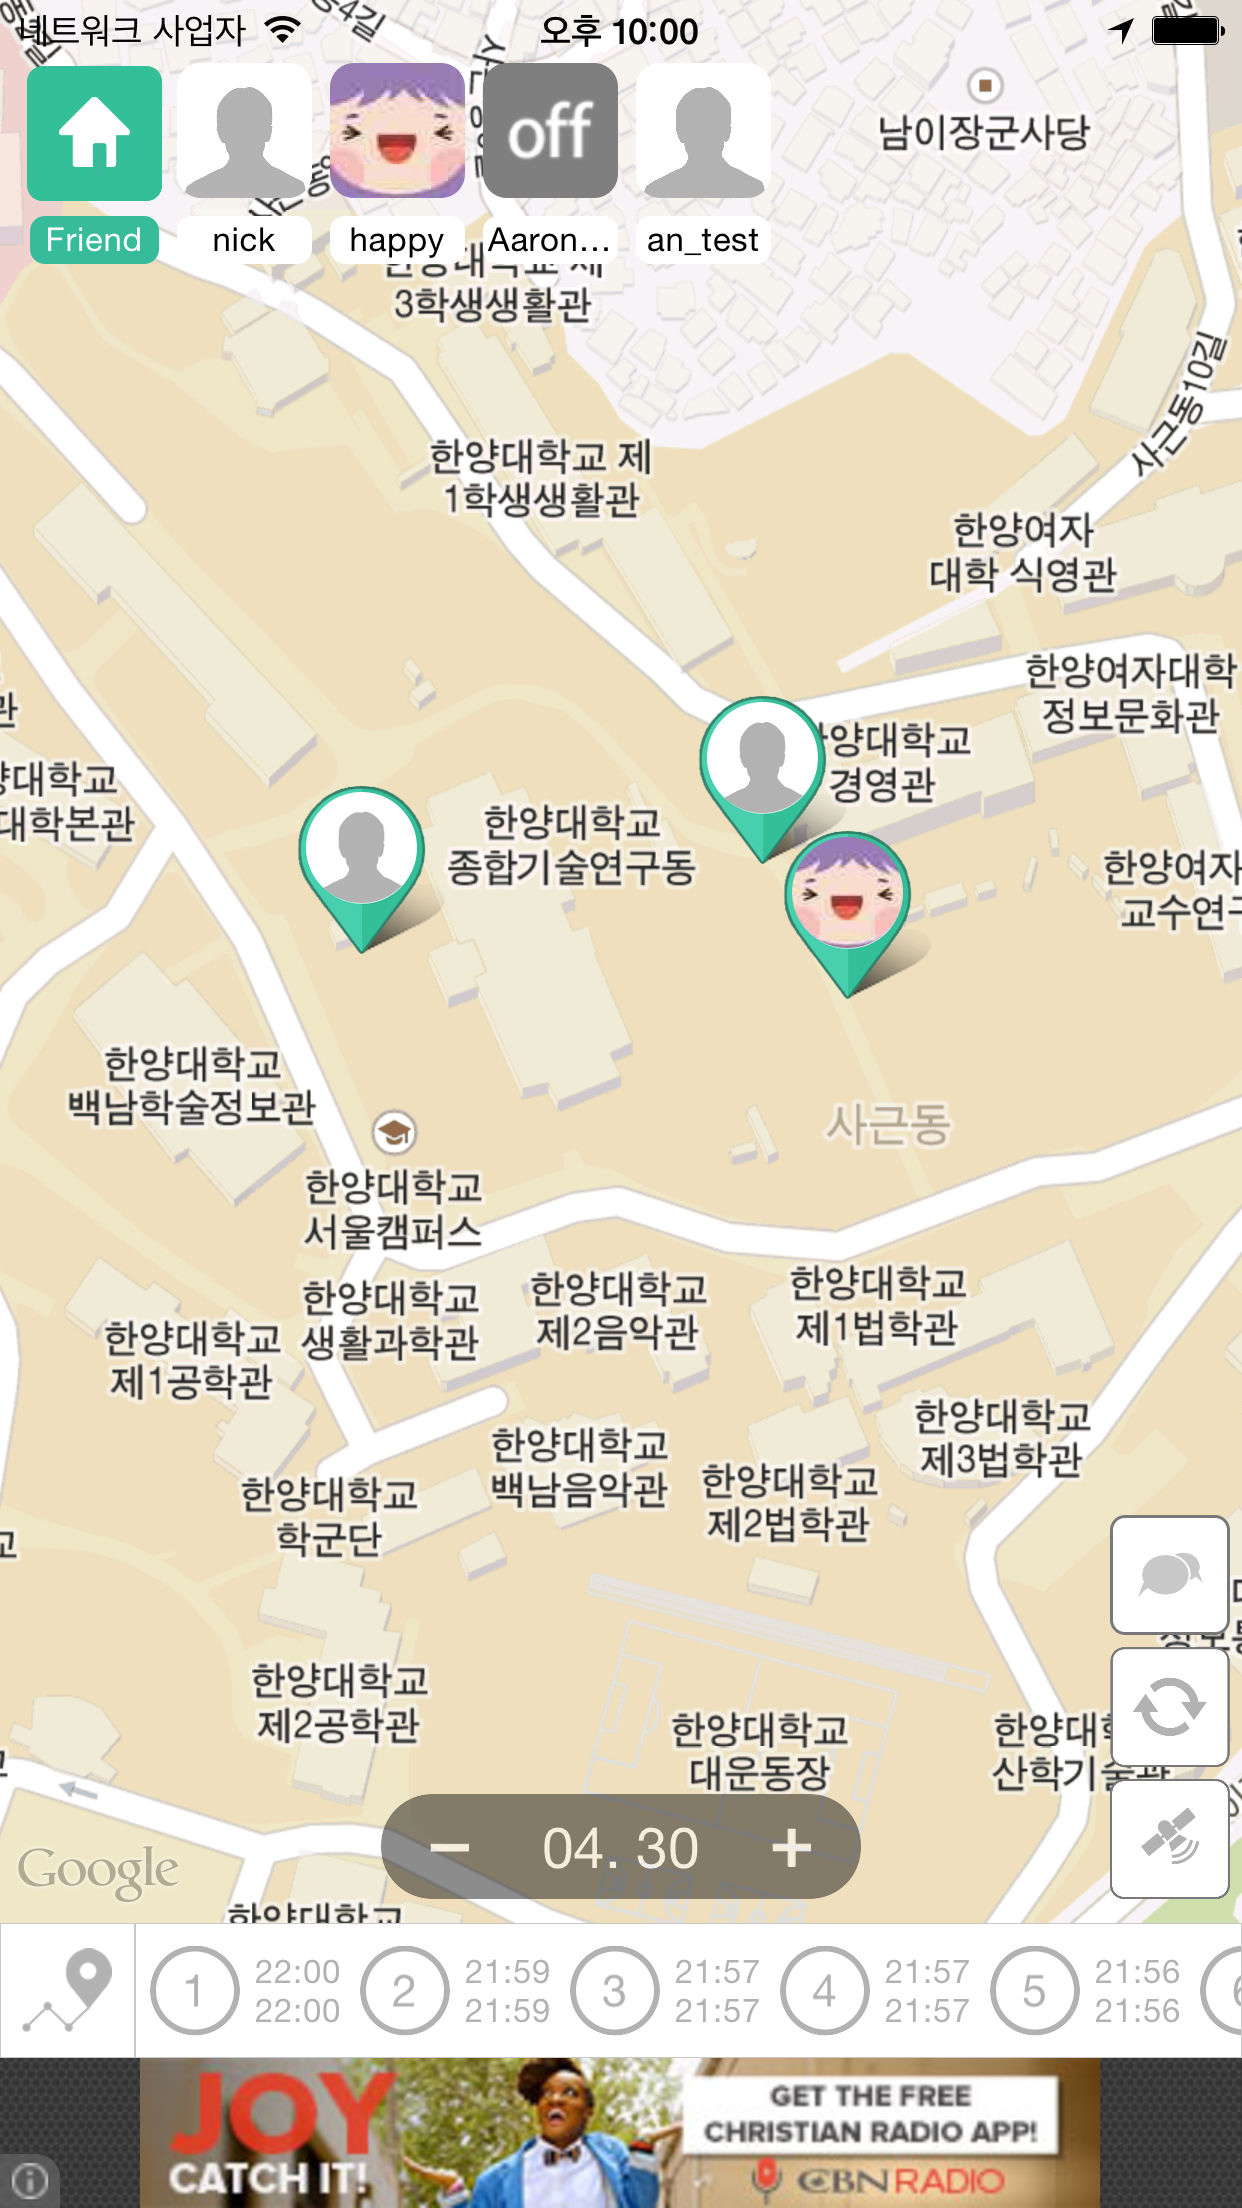 네트워크 사업자
오후 10:00
Friend
nick
happy
off
Aaron...
an_test
남이장군사당
3학생생활관
사근동10길
한양대학교 제
1학생생활관
한양여자
대학 식영관
한양여자대학
정보문화관
양대학교
경영관
대학교
대학본관
한양대학교
종합기술연구동
한양여자
교수연구
한양대학교
백남학술정보관
사근동
한양대학교
서울캠퍼스
한양대학교
생활과학관
한양대학교
제2음악관
한양대학교
제1법학관
한양대학교
제1공학관
한양대학교
제3법학관
한양대학교
백남음악관
한양대학교
제2법학관
한양대학교
학군단
한양대학교
제2공학관
한양대학교
대운동장
한양대
산학기술관
− 04. 30 +
Google
한양대학교
1 22:00 22:00
2 21:59 21:59
3 21:57 21:57
4 21:57 21:57
5 21:56 21:56
6
JOY
CATCH IT!
GET THE FREE
CHRISTIAN RADIO APP!
CBN RADIO